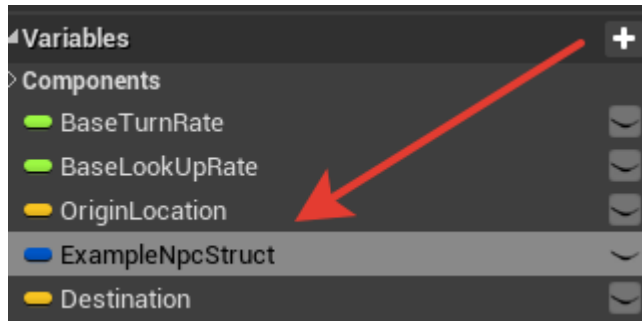 Variables
Components
BaseTurnRate
BaseLookUpRate
OriginLocation
ExampleNpcStruct
Destination